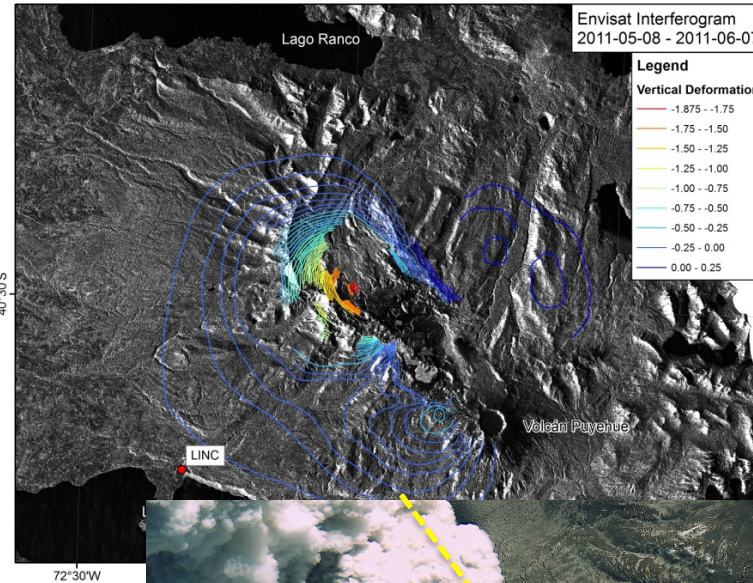 Envisat Interferogram
2011-05-08 - 2011-06-07
Lago Ranco
Legend
Vertical Deformation
-1.875 - -1.75
-1.75 - -1.50
-1.50 - -1.25
-1.25 - -1.00
-1.00 - -0.75
-0.75 - -0.50
-0.50 - -0.25
-0.25 - 0.00
0.00 - 0.25
40°30'S
Volcán Puyehue
LINC
72°30'W